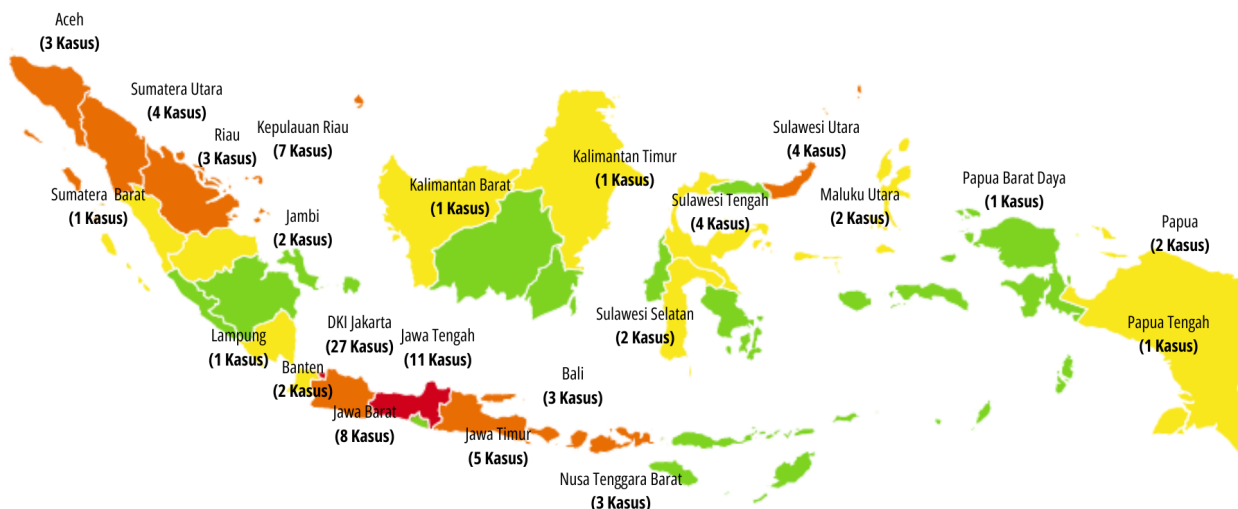 Aceh
(3 Kasus)
Sumatera Utara
(4 Kasus)
Riau
(3 Kasus)
Kepulauan Riau
(7 Kasus)
Sumatera Barat
(1 Kasus)
Jambi
(2 Kasus)
Kalimantan Barat
(1 Kasus)
Kalimantan Timur
(1 Kasus)
Sulawesi Utara
(4 Kasus)
Sulawesi Tengah
(4 Kasus)
Maluku Utara
(2 Kasus)
Papua Barat Daya
(1 Kasus)
Papua
(2 Kasus)
Lampung
(1 Kasus)
DKI Jakarta
(27 Kasus)
Jawa Tengah
(11 Kasus)
Sulawesi Selatan
(2 Kasus)
Papua Tengah
(1 Kasus)
Banten
(2 Kasus)
Bali
(3 Kasus)
Jawa Barat
(8 Kasus)
Jawa Timur
(5 Kasus)
Nusa Tenggara Barat
(3 Kasus)